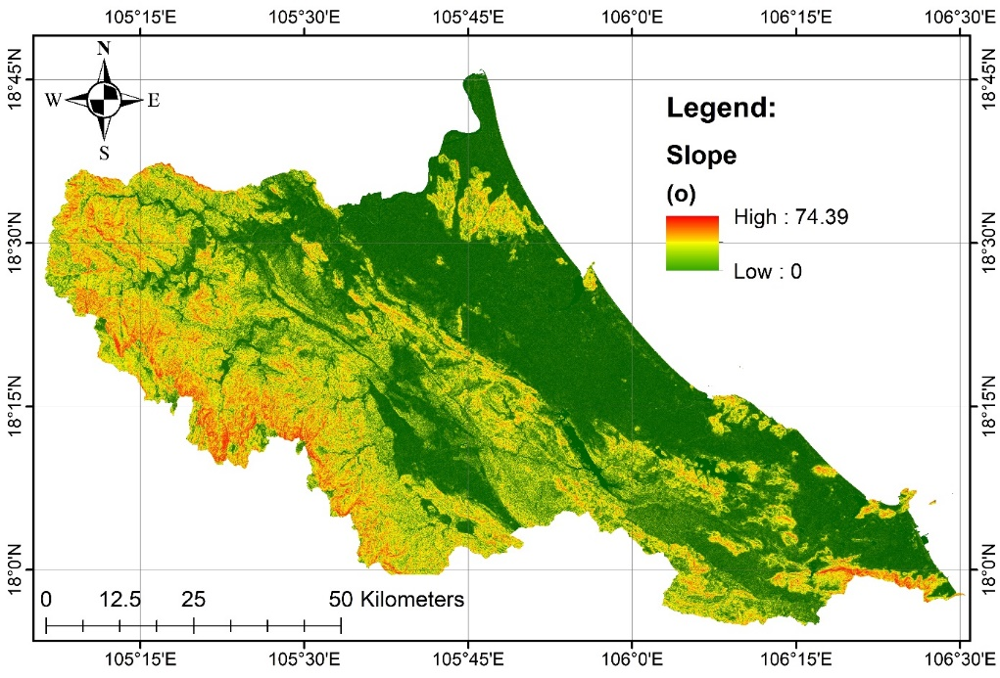 105°15'E 105°30'E 105°45'E 106°0'E 106°15'E 106°30'E
18°45'N 18°45'N
N
W E
S
Legend:
Slope
(o)
High : 74.39
Low : 0
18°30'N 18°30'N
18°15'N 18°15'N
18°0'N 18°0'N
0 12.5 25 50 Kilometers
105°15'E 105°30'E 105°45'E 106°0'E 106°15'E 106°30'E